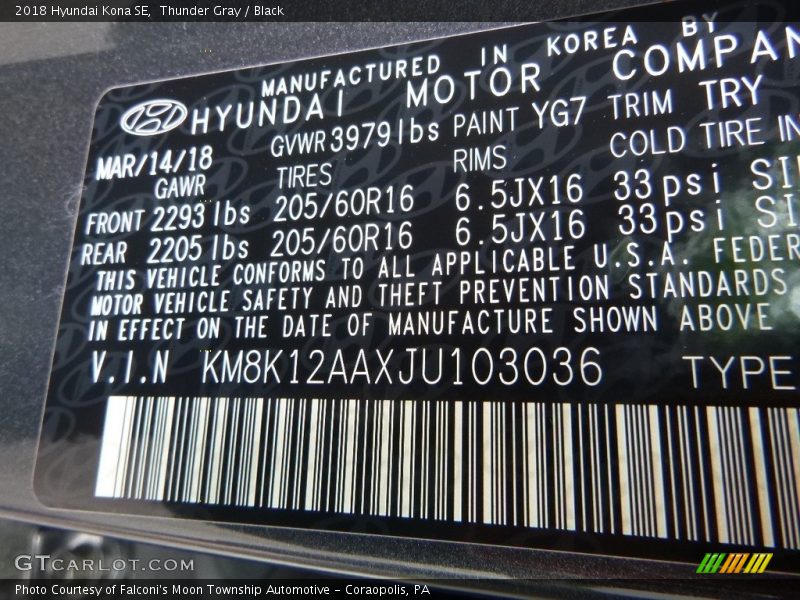 2018 Hyundai Kona SE, Thunder Gray / Black
MANUFACTURED IN KOREA BY
HYUNDAI MOTOR COMPAN
MAR/14/18 GVWR 3979 lbs PAINT YG7 TRIM TRY
GAWR TIRES RIMS COLD TIRE IN
FRONT 2293 lbs 205/60R16 6.5JX16 33psi SI
REAR 2205 lbs 205/60R16 6.5JX16 33psi SI
THIS VEHICLE CONFORMS TO ALL APPLICABLE U.S.A. FEDER
MOTOR VEHICLE SAFETY AND THEFT PREVENTION STANDARDS
IN EFFECT ON THE DATE OF MANUFACTURE SHOWN ABOVE
V.I.N KM8K12AAXJU103036 TYPE
GTCARLOT.COM
Photo Courtesy of Falconi's Moon Township Automotive - Coraopolis, PA